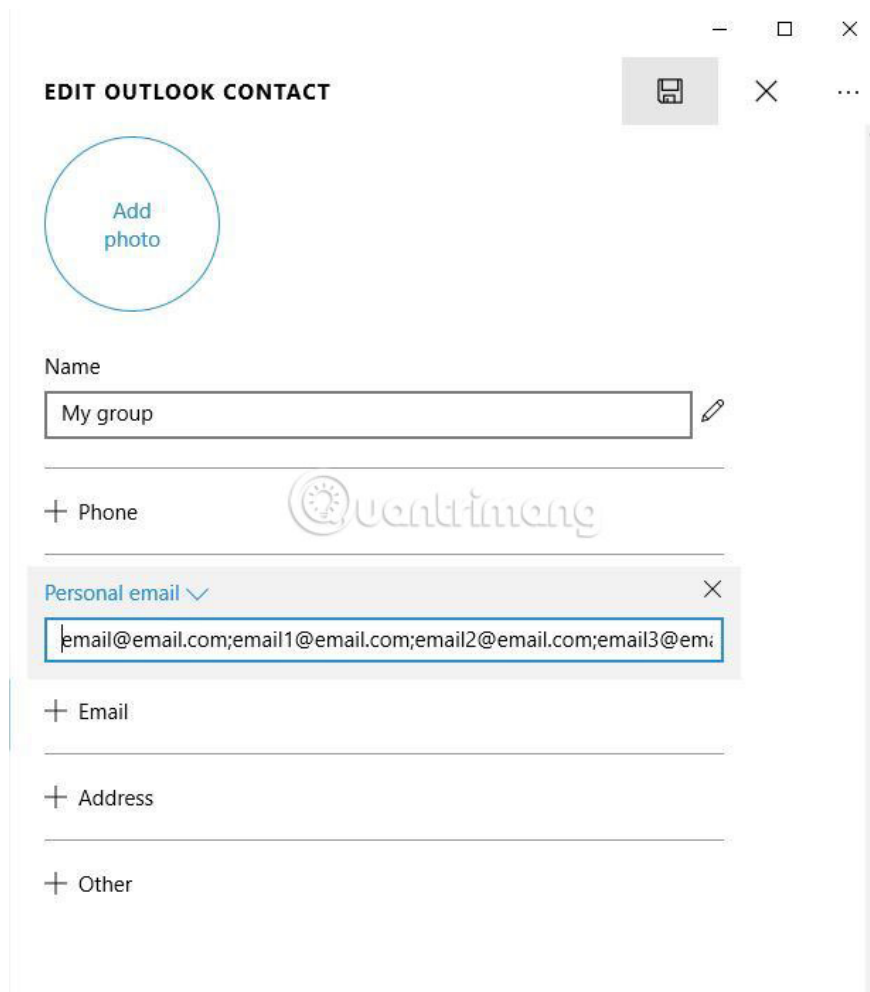 EDIT OUTLOOK CONTACT
Add
photo
Name
My group
+ Phone
Quantrimang
Personal email
email@email.com;email1@email.com;email2@email.com;email3@ema
+ Email
+ Address
+ Other